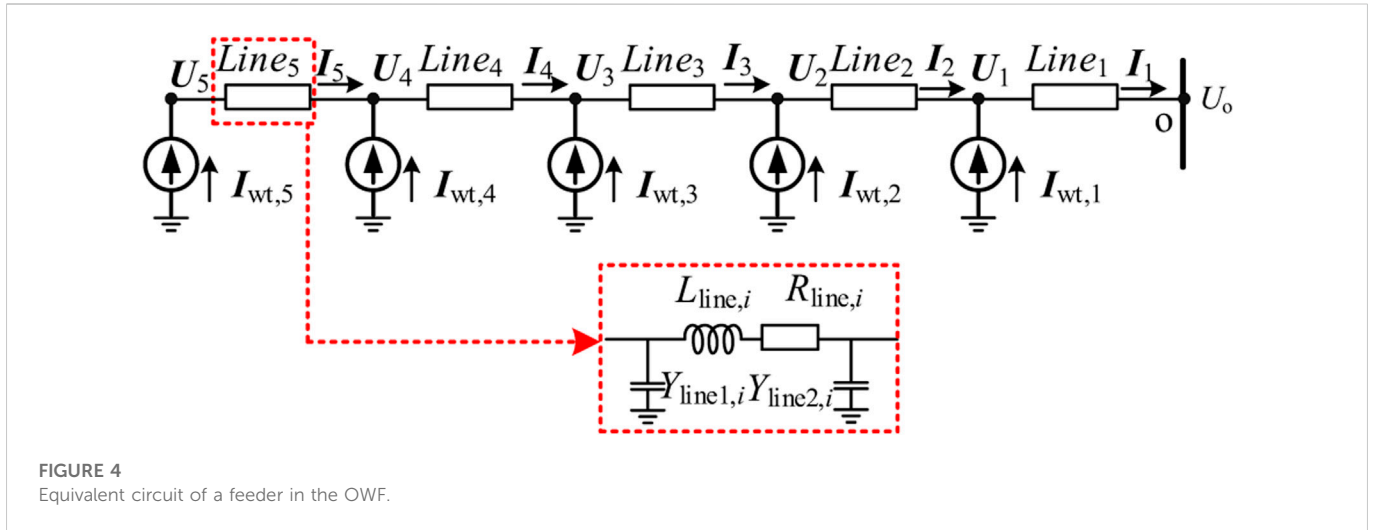 U5 Line5 I5 U4 Line4 I4 U3 Line3 I3 U2 Line2 I2 U1 Line1 I1 Uo
o
Iwt,5 Iwt,4 Iwt,3 Iwt,2 Iwt,1
Lline,i Rline,i
Yline1,i Yline2,i
FIGURE 4
Equivalent circuit of a feeder in the OWF.